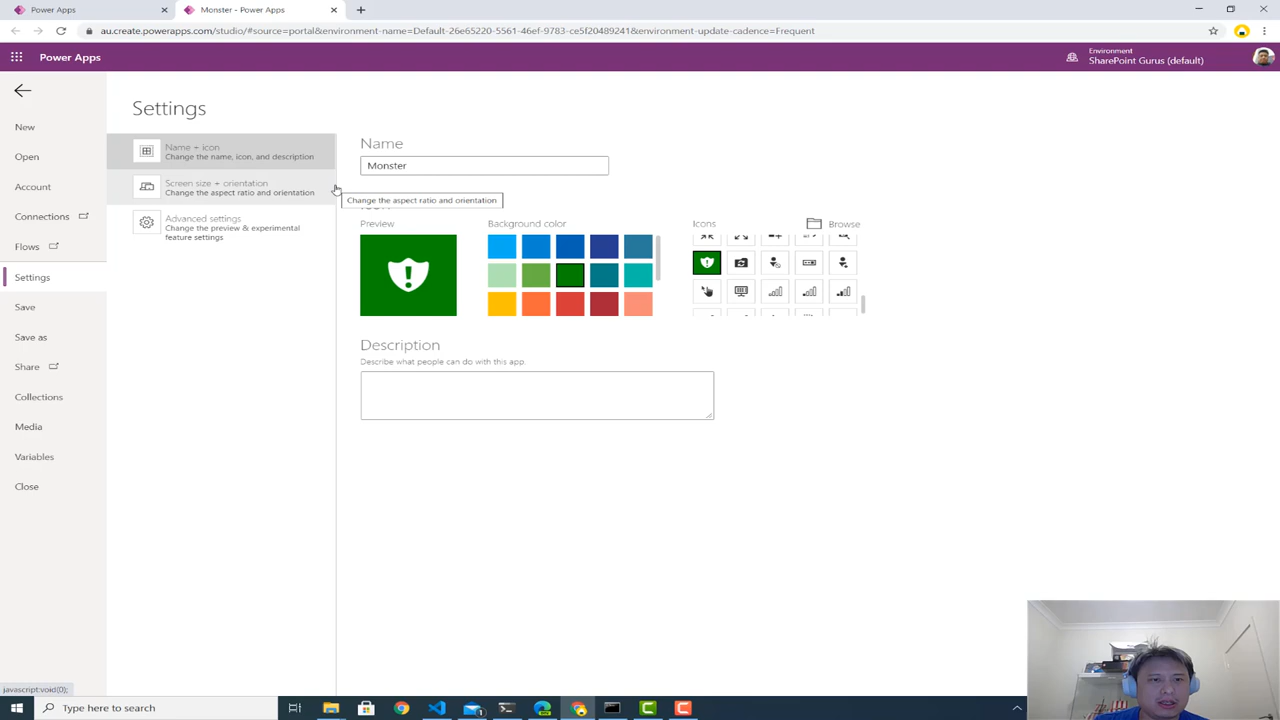 Power Apps
Monster - Power Apps
au.create.powerapps.com/studio/#source=portal&environment-name=Default-26e65220-5561-46ef-9783-ce5f20489241&environment-update-cadence=Frequent
Power Apps
Environment
SharePoint Gurus (default)
New
Open
Account
Connections
Flows
Settings
Save
Save as
Share
Collections
Media
Variables
Close
Settings
Name + icon
Change the name, icon, and description
Screen size + orientation
Change the aspect ratio and orientation
Advanced settings
Change the preview & experimental
feature settings
Name
Monster
Change the aspect ratio and orientation
Preview
Background color
Icons
Browse
Description
Describe what people can do with this app.
javascript:void(0);
Type here to search